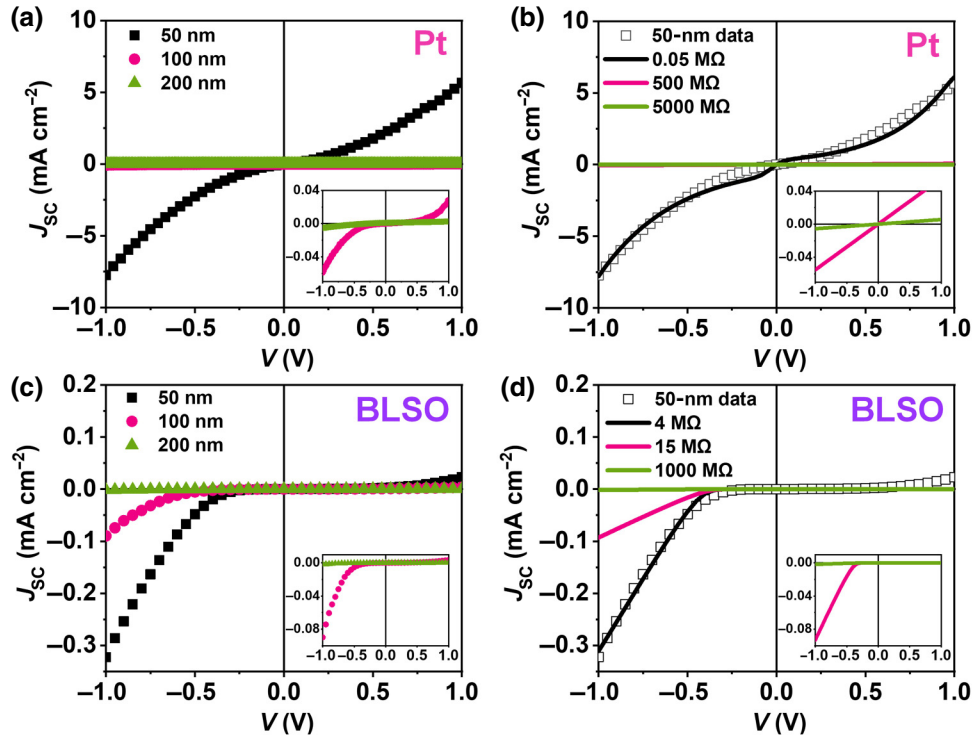 (a)
10
5
0
−5
−10
J_SC (mA cm⁻²)
50 nm
100 nm
200 nm
Pt
0.04
0.00
−0.04
−1.0 −0.5 0.0 0.5 1.0
−1.0 −0.5 0.0 0.5 1.0
V (V)
(b)
10
5
0
−5
−10
J_SC (mA cm⁻²)
50-nm data
0.05 MΩ
500 MΩ
5000 MΩ
Pt
0.04
0.00
−0.04
−1.0 −0.5 0.0 0.5 1.0
−1.0 −0.5 0.0 0.5 1.0
V (V)
(c)
0.2
0.1
0.0
−0.1
−0.2
−0.3
J_SC (mA cm⁻²)
50 nm
100 nm
200 nm
BLSO
0.00
−0.04
−0.08
−1.0 −0.5 0.0 0.5 1.0
−1.0 −0.5 0.0 0.5 1.0
V (V)
(d)
0.2
0.1
0.0
−0.1
−0.2
−0.3
J_SC (mA cm⁻²)
50-nm data
4 MΩ
15 MΩ
1000 MΩ
BLSO
0.00
−0.04
−0.08
−1.0 −0.5 0.0 0.5 1.0
−1.0 −0.5 0.0 0.5 1.0
V (V)